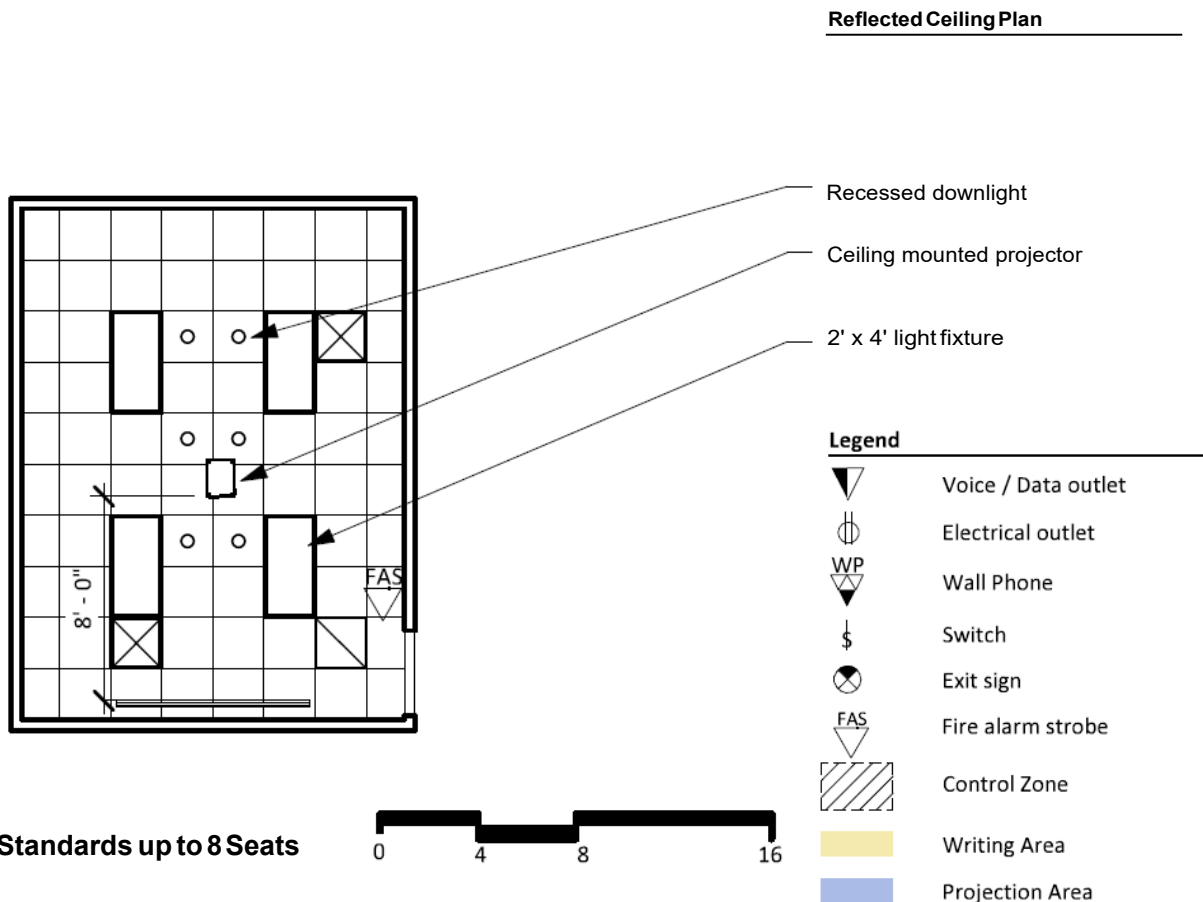 Reflected Ceiling Plan
Recessed downlight
Ceiling mounted projector
2' x 4' light fixture
FAS
8' - 0"
Legend
Voice / Data outlet
Electrical outlet
WP
Wall Phone
$
Switch
Exit sign
FAS
Fire alarm strobe
Control Zone
Writing Area
Projection Area
Standards up to 8 Seats
0 4 8 16